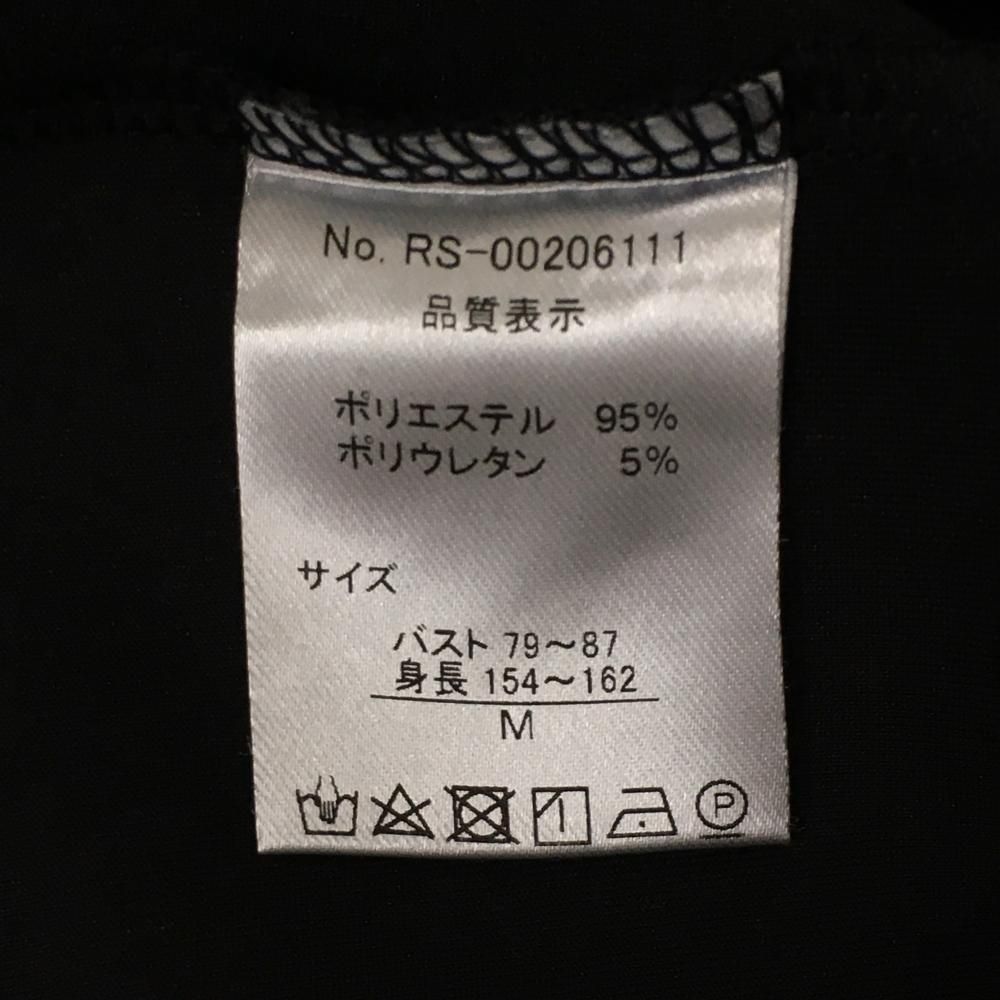 No. RS-00206111
品質表示
ポリエステル 95%
ポリウレタン 5%
サイズ
バスト 79～87
身長 154～162
M
P